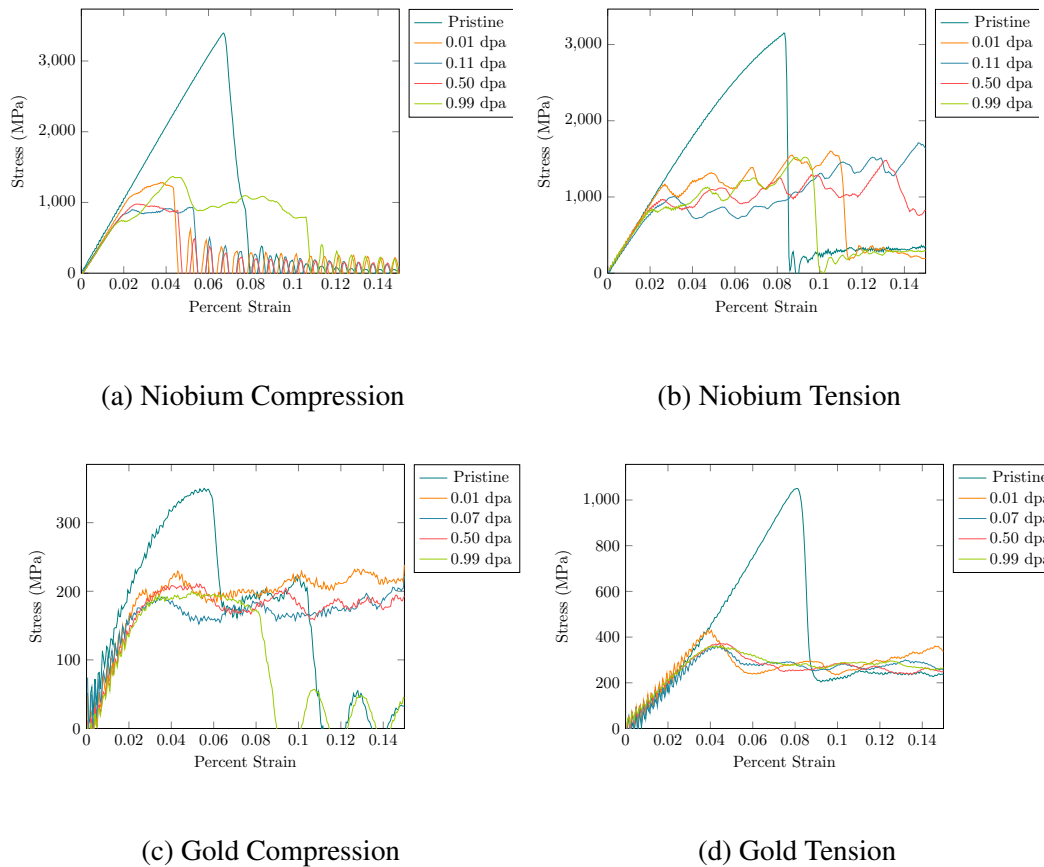 Pristine
0.01 dpa
0.11 dpa
0.50 dpa
0.99 dpa
3,000
2,000
1,000
0
Stress (MPa)
0 0.02 0.04 0.06 0.08 0.1 0.12 0.14
Percent Strain
(a) Niobium Compression
Pristine
0.01 dpa
0.11 dpa
0.50 dpa
0.99 dpa
3,000
2,000
1,000
0
Stress (MPa)
0 0.02 0.04 0.06 0.08 0.1 0.12 0.14
Percent Strain
(b) Niobium Tension
Pristine
0.01 dpa
0.07 dpa
0.50 dpa
0.99 dpa
300
200
100
0
Stress (MPa)
0 0.02 0.04 0.06 0.08 0.1 0.12 0.14
Percent Strain
(c) Gold Compression
Pristine
0.01 dpa
0.07 dpa
0.50 dpa
0.99 dpa
1,000
800
600
400
200
0
Stress (MPa)
0 0.02 0.04 0.06 0.08 0.1 0.12 0.14
Percent Strain
(d) Gold Tension